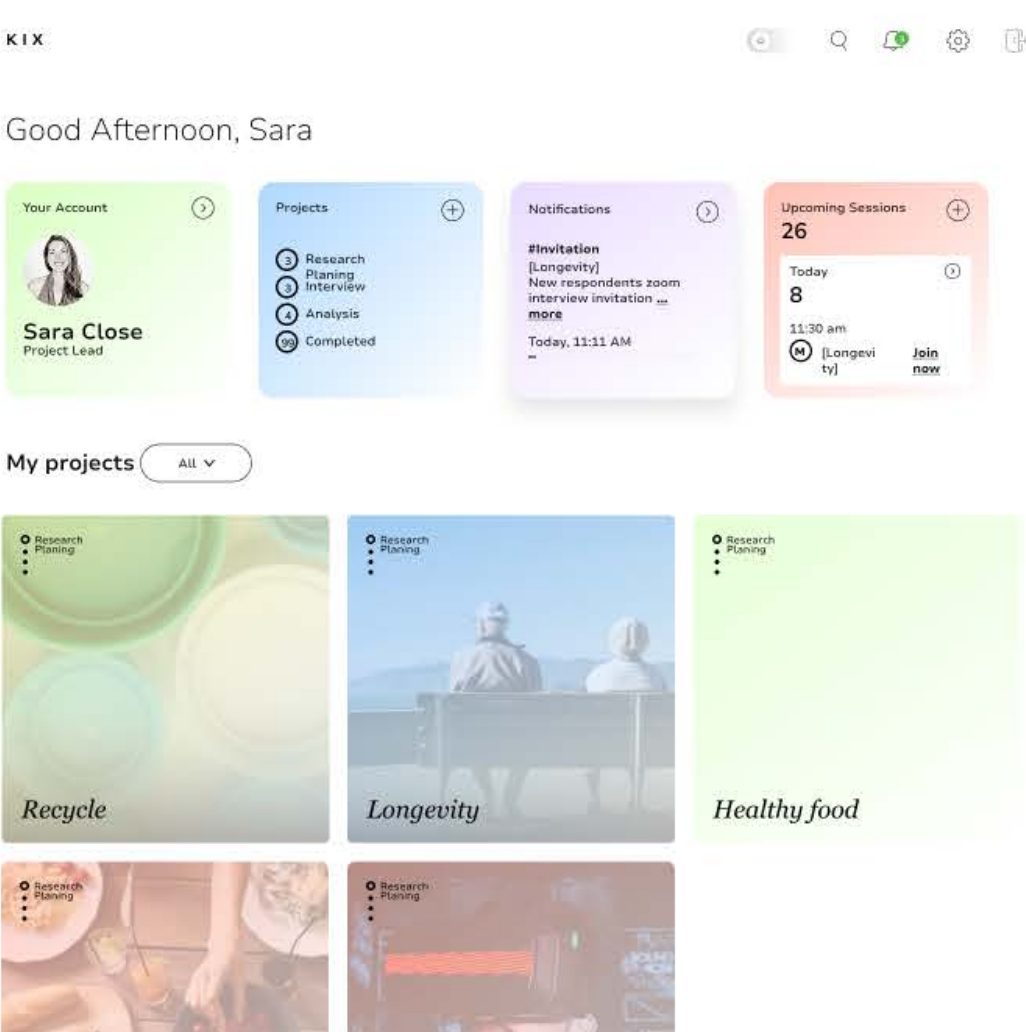 KIX
3
Good Afternoon, Sara
Your Account
Sara Close
Project Lead
Projects
3 Research
Planing
3 Interview
4 Analysis
99 Completed
Notifications
#Invitation
[Longevity]
New respondents zoom
interview invitation ...
more
Today, 11:11 AM
Upcoming Sessions
26
Today
8
11:30 am
M [Longevi
ty]
Join
now
My projects
All
Research
Planing
Recycle
Research
Planing
Longevity
Research
Planing
Healthy food
Research
Planing
Research
Planing